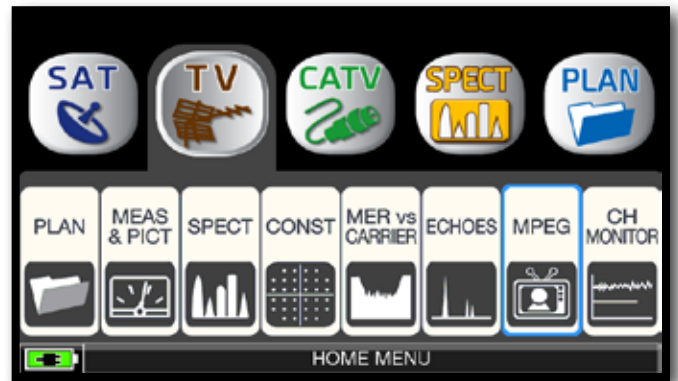 SAT TV CATV SPECT PLAN
PLAN
MEAS
& PICT
SPECT
CONST
MER vs
CARRIER
ECHOES
MPEG
CH
MONITOR
HOME MENU